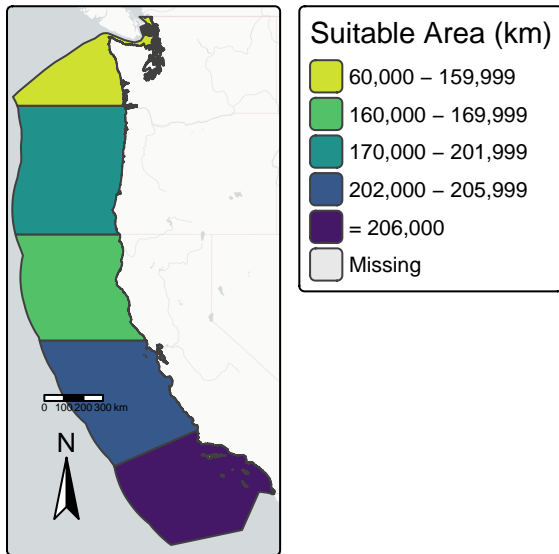 Suitable Area (km)
60,000 – 159,999
160,000 – 169,999
170,000 – 201,999
202,000 – 205,999
= 206,000
Missing
0 100 200 300 km
N